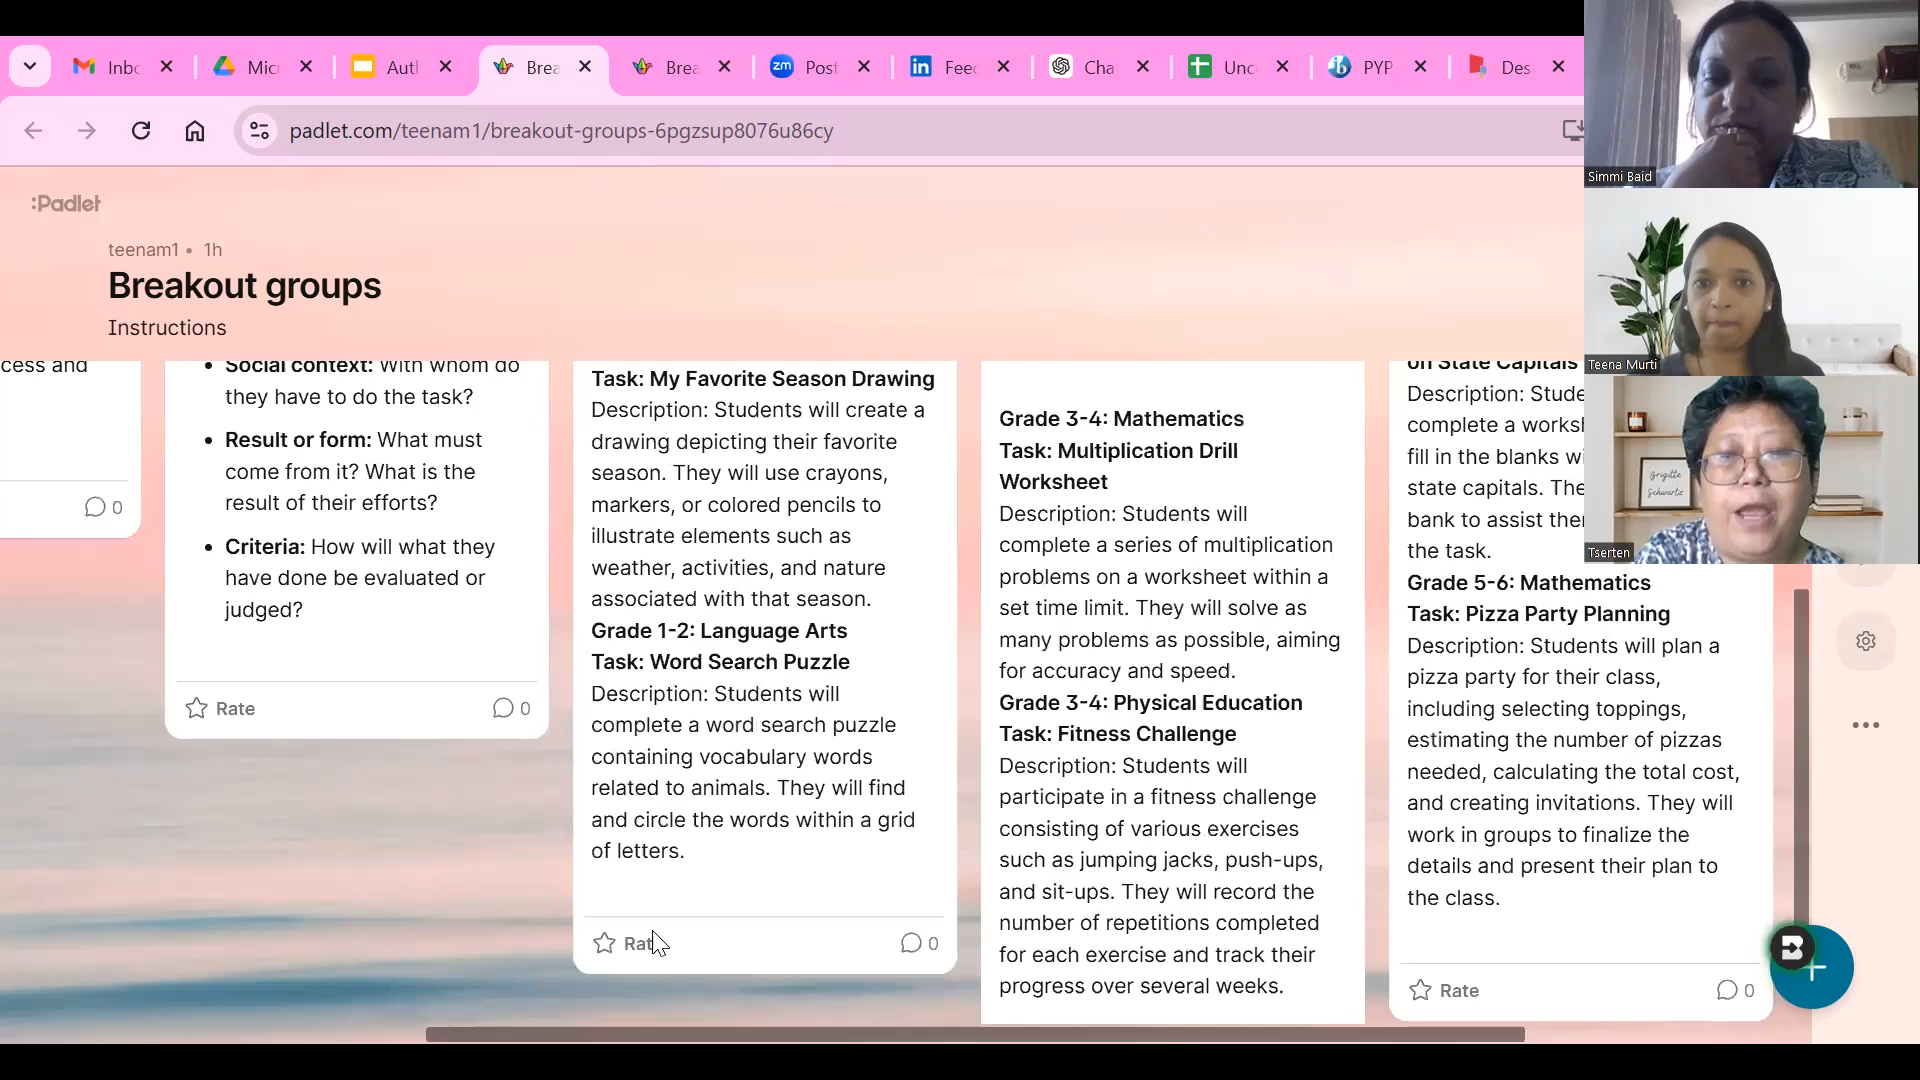 Inbc
Micr
Autl
Brea
Brea
zm
Post
in
Feec
Cha
Unc
PYP
Des
padlet.com/teenam1/breakout-groups-6pgzsup8076u86cy
:Padlet
teenam1 • 1h
Breakout groups
Instructions
cess and
0
• Social context: With whom do
they have to do the task?
• Result or form: What must
come from it? What is the
result of their efforts?
• Criteria: How will what they
have done be evaluated or
judged?
Rate
0
Task: My Favorite Season Drawing
Description: Students will create a
drawing depicting their favorite
season. They will use crayons,
markers, or colored pencils to
illustrate elements such as
weather, activities, and nature
associated with that season.
Grade 1-2: Language Arts
Task: Word Search Puzzle
Description: Students will
complete a word search puzzle
containing vocabulary words
related to animals. They will find
and circle the words within a grid
of letters.
Rat
0
Grade 3-4: Mathematics
Task: Multiplication Drill
Worksheet
Description: Students will
complete a series of multiplication
problems on a worksheet within a
set time limit. They will solve as
many problems as possible, aiming
for accuracy and speed.
Grade 3-4: Physical Education
Task: Fitness Challenge
Description: Students will
participate in a fitness challenge
consisting of various exercises
such as jumping jacks, push-ups,
and sit-ups. They will record the
number of repetitions completed
for each exercise and track their
progress over several weeks.
on State Capitals
Description: Stude
complete a works
fill in the blanks wi
state capitals. The
bank to assist the
the task.
Grade 5-6: Mathematics
Task: Pizza Party Planning
Description: Students will plan a
pizza party for their class,
including selecting toppings,
estimating the number of pizzas
needed, calculating the total cost,
and creating invitations. They will
work in groups to finalize the
details and present their plan to
the class.
Rate
0
Simmi Baid
Teena Murti
Brigitte
Schwartz
Tserten